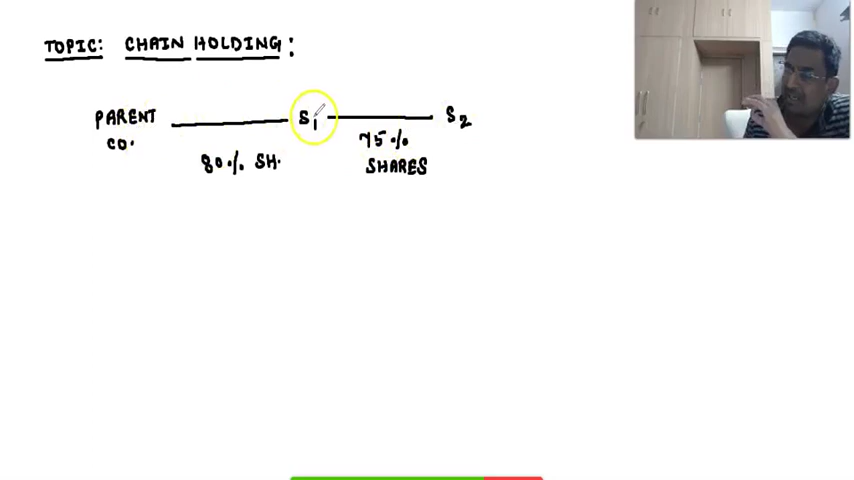 TOPIC: CHAIN HOLDING:
PARENT CO.
S1
S2
80% SH.
75% SHARES